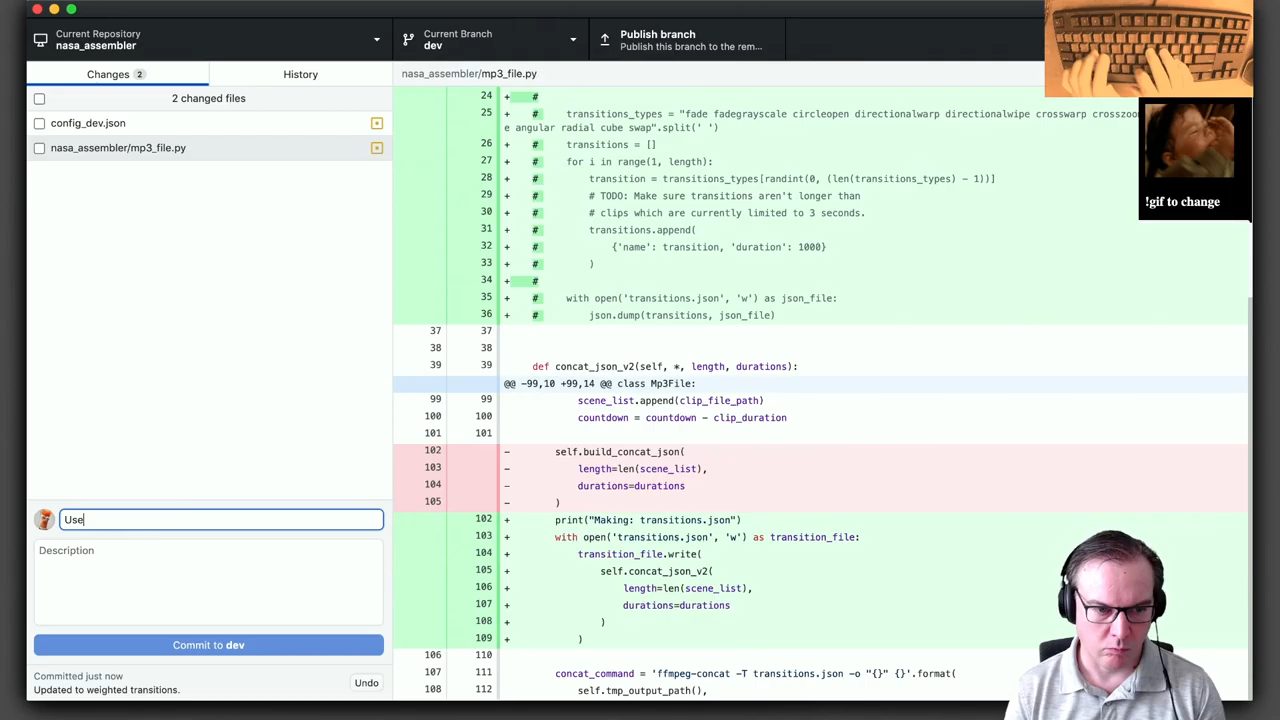 Current Repository
nasa_assembler
Current Branch
dev
Publish branch
Publish this branch to the rem...
Changes 2
History
2 changed files
config_dev.json
nasa_assembler/mp3_file.py
nasa_assembler/mp3_file.py
24 + #
25 + # transitions_types = "fade fadegrayscale circleopen directionalwarp directionalwipe crosswarp crosszoo
e angular radial cube swap".split(' ')
26 + # transitions = []
27 + # for i in range(1, length):
28 + # transition = transitions_types[randint(0, (len(transitions_types) - 1))]
29 + # # TODO: Make sure transitions aren't longer than
30 + # # clips which are currently limited to 3 seconds.
31 + # transitions.append(
32 + # {'name': transition, 'duration': 1000}
33 + # )
34 + #
35 + # with open('transitions.json', 'w') as json_file:
36 + # json.dump(transitions, json_file)
37 37
38 38
39 39 def concat_json_v2(self, *, length, durations):
@@ -99,10 +99,14 @@ class Mp3File:
99 99 scene_list.append(clip_file_path)
100 100 countdown = countdown - clip_duration
101 101
102 - self.build_concat_json(
103 - length=len(scene_list),
104 - durations=durations
105 - )
102 + print("Making: transitions.json")
103 + with open('transitions.json', 'w') as transition_file:
104 + transition_file.write(
105 + self.concat_json_v2(
106 + length=len(scene_list),
107 + durations=durations
108 + )
109 + )
106 110
107 111 concat_command = 'ffmpeg-concat -T transitions.json -o "{}" {}'.format(
108 112 self.tmp_output_path(),
Use
Description
Commit to dev
Committed just now
Updated to weighted transitions.
Undo
!gif to change